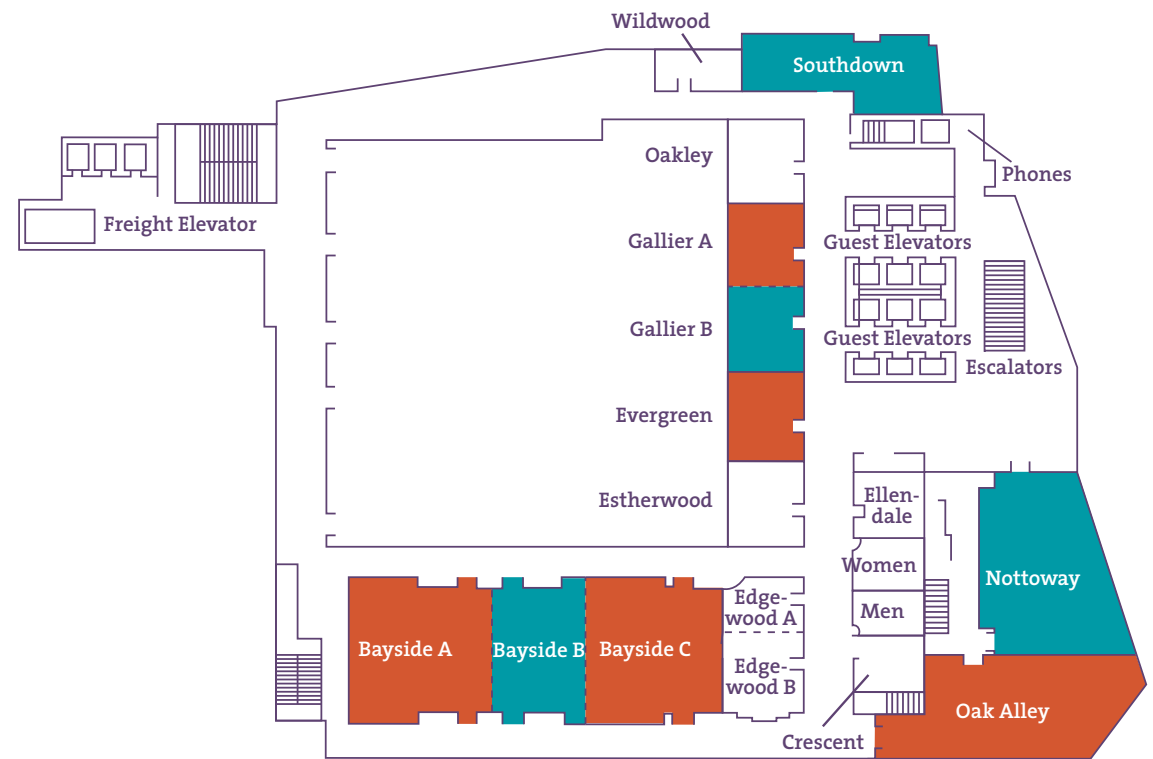 Wildwood
Southdown
Oakley
Phones
Freight Elevator
Gallier A
Guest Elevators
Gallier B
Guest Elevators
Escalators
Evergreen
Estherwood
Ellen-
dale
Women
Nottoway
Edge-
wood A
Men
Bayside A
Bayside B
Bayside C
Edge-
wood B
Oak Alley
Crescent